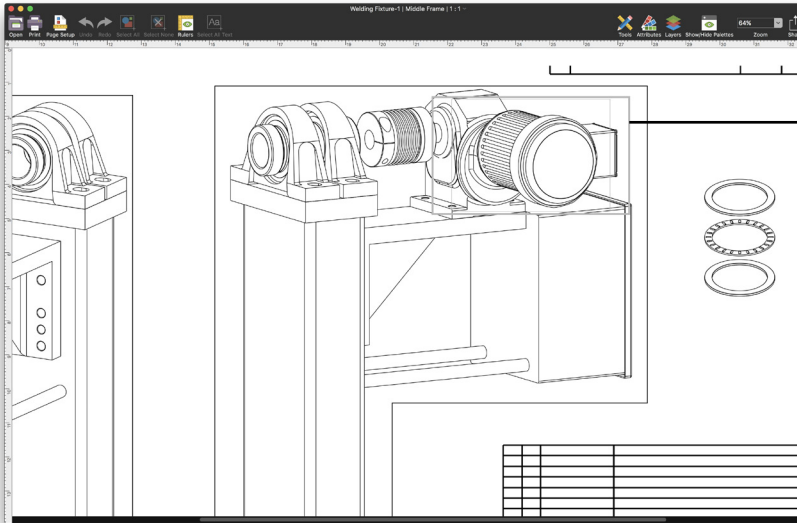 Welding Fixture-1 | Middle Frame | 1 : 1
Open Print Page Setup Undo Redo Select All Select None Rulers Select All Text Tools Attributes Layers Show/Hide Palettes 64% Zoom
Aa